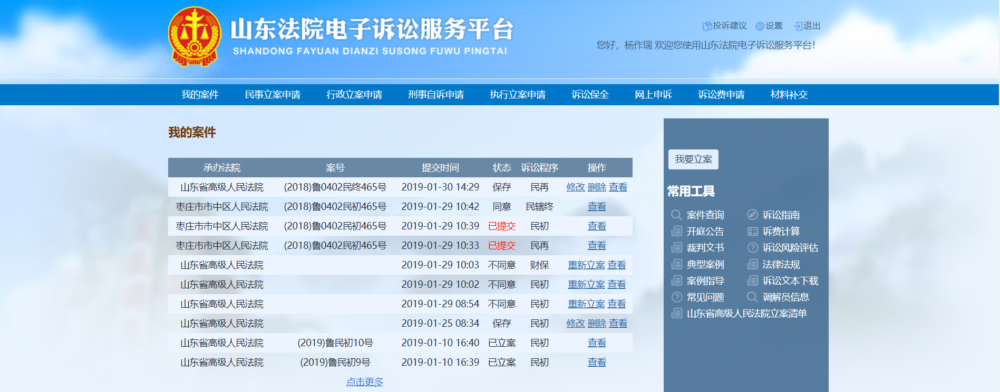 山东法院电子诉讼服务平台
SHANDONG FAYUAN DIANZI SUSONG FUWU PINGTAI
投诉建议 设置 退出
您好，杨作瑞 欢迎您使用山东法院电子诉讼服务平台！
我的案件 民事立案申请 行政立案申请 刑事自诉申请 执行立案申请 诉讼保全 网上申诉 诉讼费申请 材料补交
我的案件
承办法院 案号 提交时间 状态 诉讼程序 操作
山东省高级人民法院 (2018)鲁0402民终465号 2019-01-30 14:29 保存 民再 修改 删除 查看
枣庄市市中区人民法院 (2018)鲁0402民初465号 2019-01-29 10:42 同意 民辖终 查看
枣庄市市中区人民法院 (2018)鲁0402民初465号 2019-01-29 10:39 已提交 民初 查看
枣庄市市中区人民法院 (2018)鲁0402民初465号 2019-01-29 10:33 已提交 民再 查看
山东省高级人民法院 2019-01-29 10:03 不同意 财保 重新立案 查看
山东省高级人民法院 2019-01-29 10:02 不同意 民初 重新立案 查看
山东省高级人民法院 2019-01-29 08:54 不同意 民初 重新立案 查看
山东省高级人民法院 2019-01-25 08:34 保存 民初 修改 删除 查看
山东省高级人民法院 (2019)鲁民初10号 2019-01-10 16:40 已立案 民初 查看
山东省高级人民法院 (2019)鲁民初9号 2019-01-10 16:39 已立案 民初 查看
点击更多
我要立案
常用工具
案件查询 诉讼指南
开庭公告 诉费计算
裁判文书 诉讼风险评估
典型案例 法律法规
案例指导 诉讼文本下载
常见问题 调解员信息
山东省高级人民法院立案清单